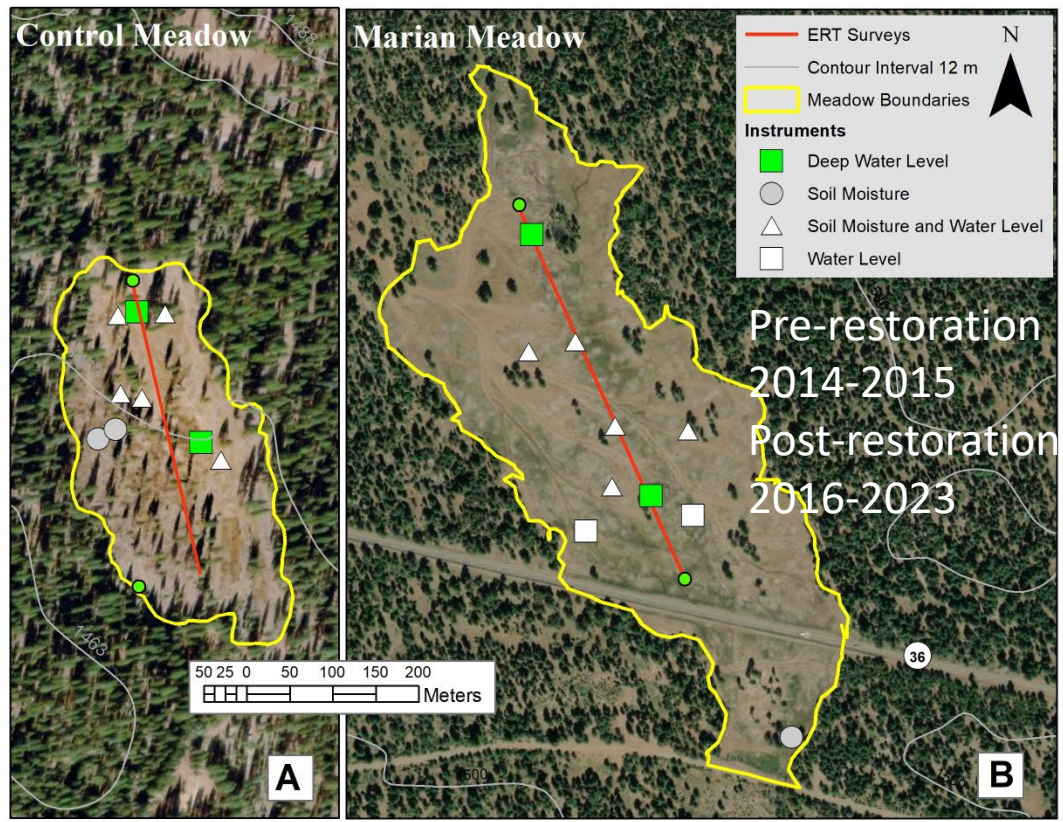 Control Meadow
1488
1463
50 25 0 50 100 150 200
Meters
A
Marian Meadow
ERT Surveys
Contour Interval 12 m
Meadow Boundaries
N
Instruments
Deep Water Level
Soil Moisture
Soil Moisture and Water Level
Water Level
Pre-restoration
2014-2015
Post-restoration
2016-2023
36
1500
B